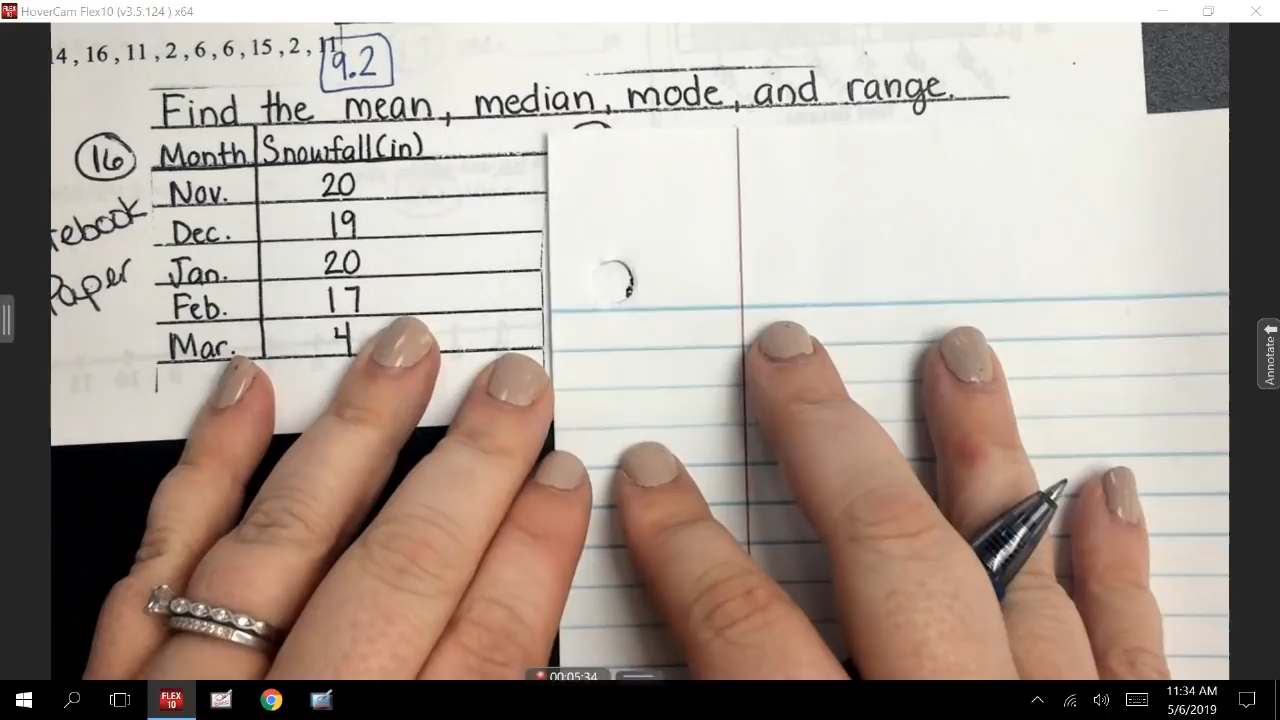 HoverCam Flex10 (v3.5.124 ) x64
14 , 16 , 11 , 2 , 6 , 6 , 15 , 2 , 11
9.2
Find the mean, median, mode, and range.
16 Month Snowfall(in)
Nov. 20
Dec. 19
Jan. 20
Feb. 17
Mar. 4
tebook
Paper
Annotate
00:05:34
FLEX
10
11:34 AM
5/6/2019